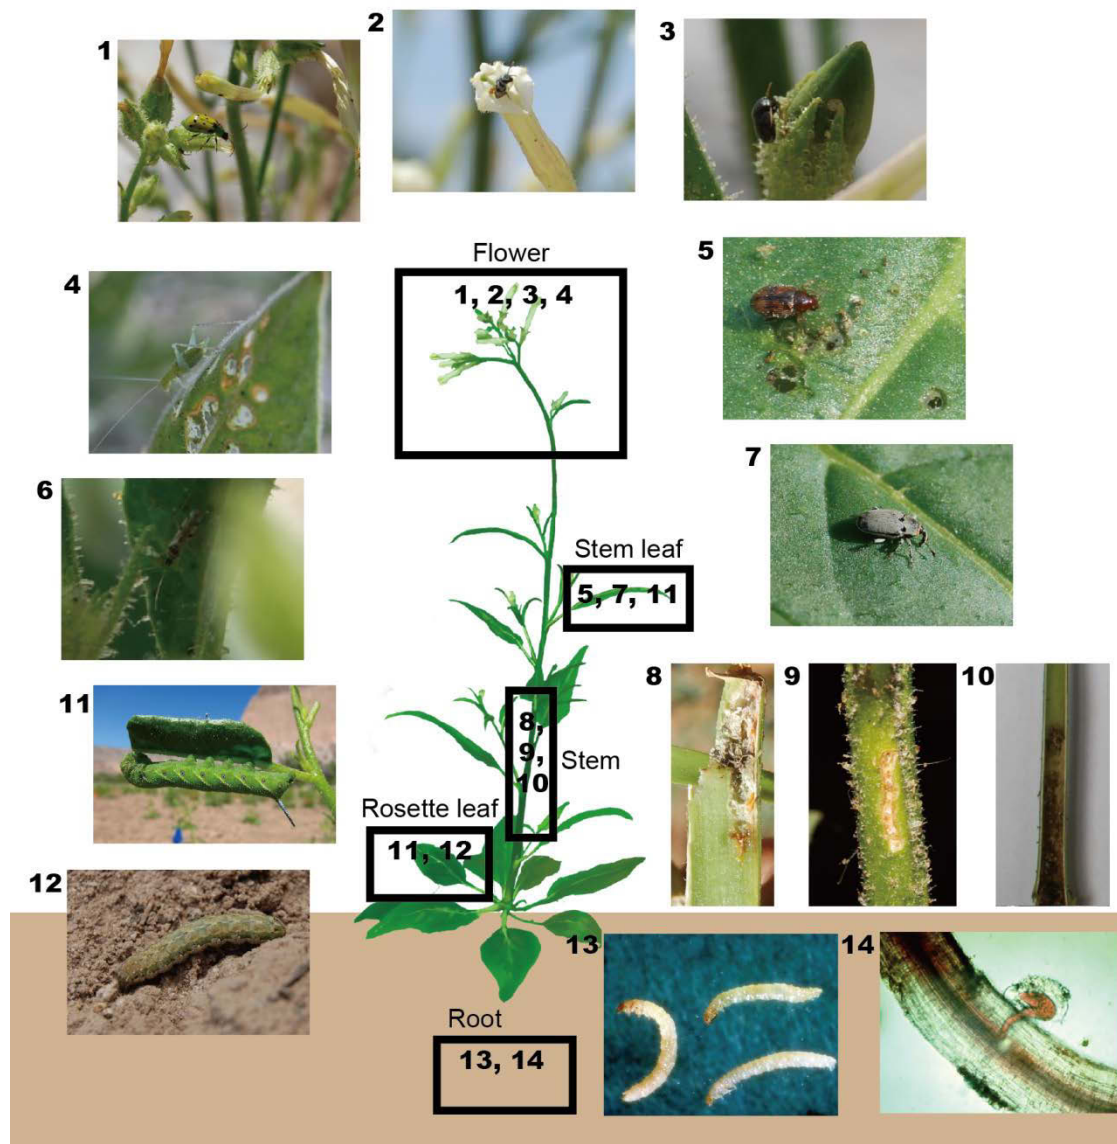 1
2
3
Flower
1, 2, 3, 4
4
5
6
7
Stem leaf
5, 7, 11
8
9
10
11
8,
9,
10
Stem
Rosette leaf
11, 12
12
13
14
Root
13, 14